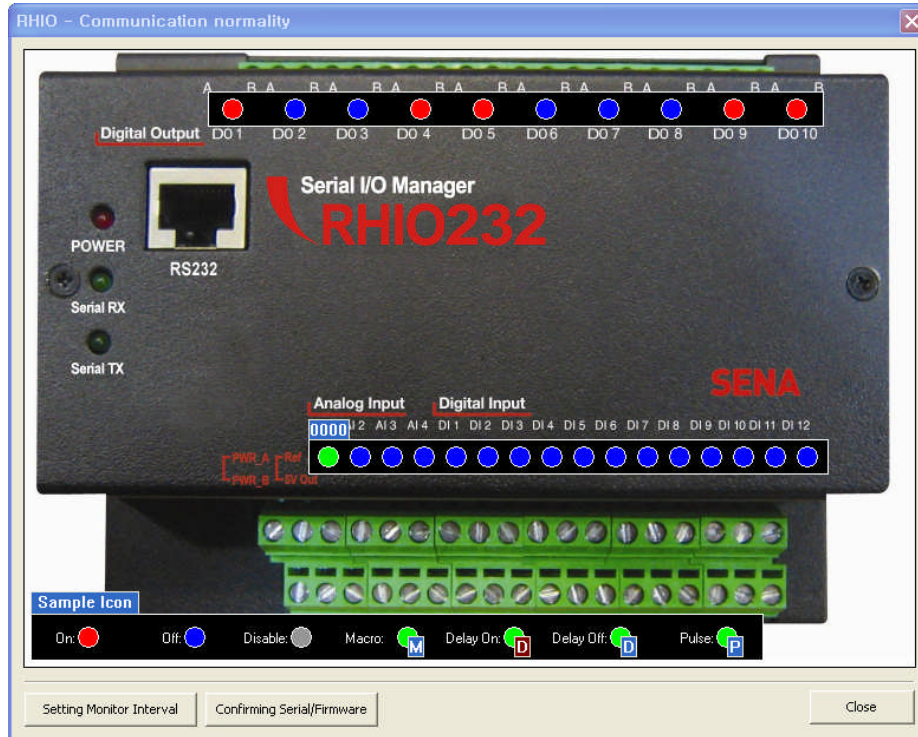 RHIO - Communication normality
A B A B A B A B A B A B A B A B A B A B
Digital Output DO 1 DO 2 DO 3 DO 4 DO 5 DO 6 DO 7 DO 8 DO 9 DO 10
Serial I/O Manager
RHIO232
POWER
RS232
Serial RX
Serial TX
SENA
Analog Input Digital Input
0000 AI 2 AI 3 AI 4 DI 1 DI 2 DI 3 DI 4 DI 5 DI 6 DI 7 DI 8 DI 9 DI 10 DI 11 DI 12
PWR_A Ref
PWR_B 5V Out
Sample Icon
On: Off: Disable: Macro: M Delay On: D Delay Off: D Pulse: P
Setting Monitor Interval Confirming Serial/Firmware Close